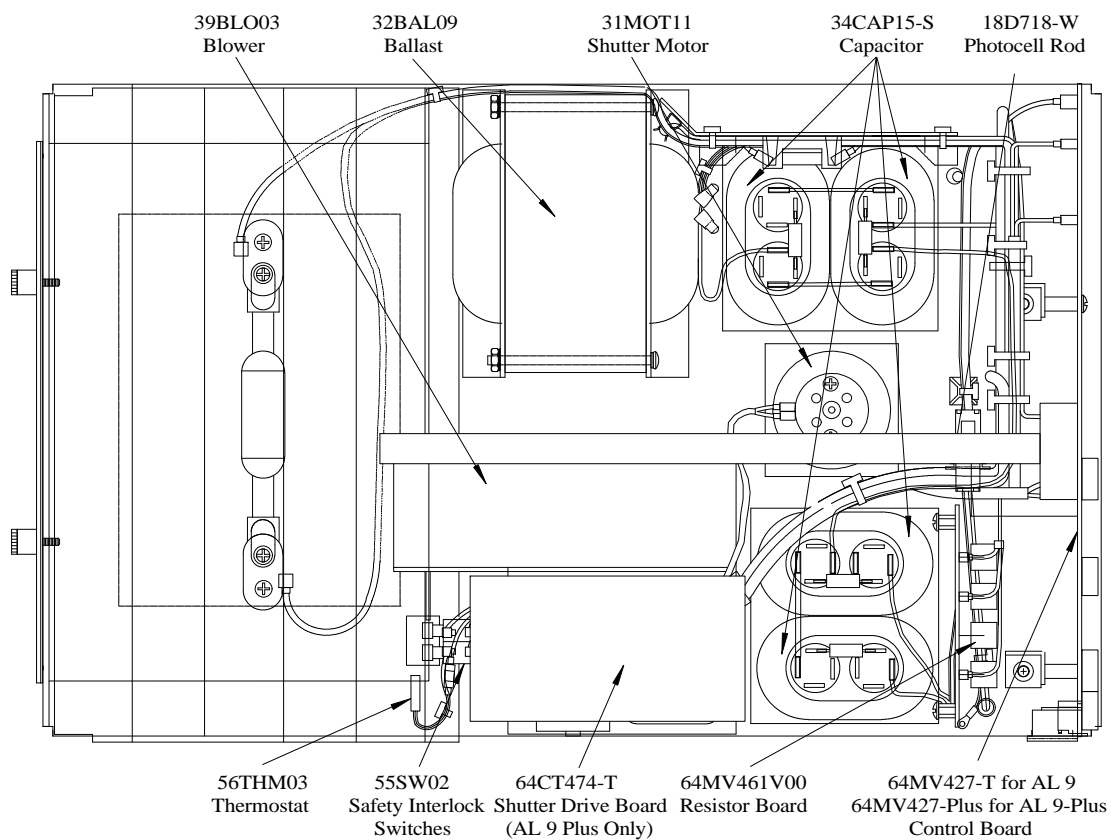 39BLO03
Blower
32BAL09
Ballast
31MOT11
Shutter Motor
34CAP15-S
Capacitor
18D718-W
Photocell Rod
56THM03
Thermostat
55SW02
Safety Interlock
Switches
64CT474-T
Shutter Drive Board
(AL 9 Plus Only)
64MV461V00
Resistor Board
64MV427-T for AL 9
64MV427-Plus for AL 9-Plus
Control Board